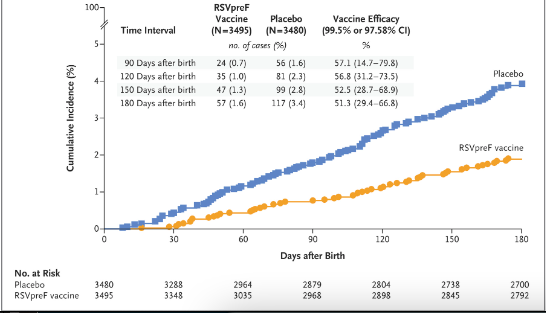 RSVpreF
Vaccine Placebo Vaccine Efficacy
Time Interval (N=3495) (N=3480) (99.5% or 97.58% CI)
no. of cases (%) %
90 Days after birth 24 (0.7) 56 (1.6) 57.1 (14.7–79.8)
120 Days after birth 35 (1.0) 81 (2.3) 56.8 (31.2–73.5)
150 Days after birth 47 (1.3) 99 (2.8) 52.5 (28.7–68.9)
180 Days after birth 57 (1.6) 117 (3.4) 51.3 (29.4–66.8)
Cumulative Incidence (%)
100
5
4
3
2
1
0
Placebo
RSVpreF vaccine
0 30 60 90 120 150 180
Days after Birth
No. at Risk
Placebo 3480 3288 2964 2879 2804 2738 2700
RSVpreF vaccine 3495 3348 3035 2968 2898 2845 2792